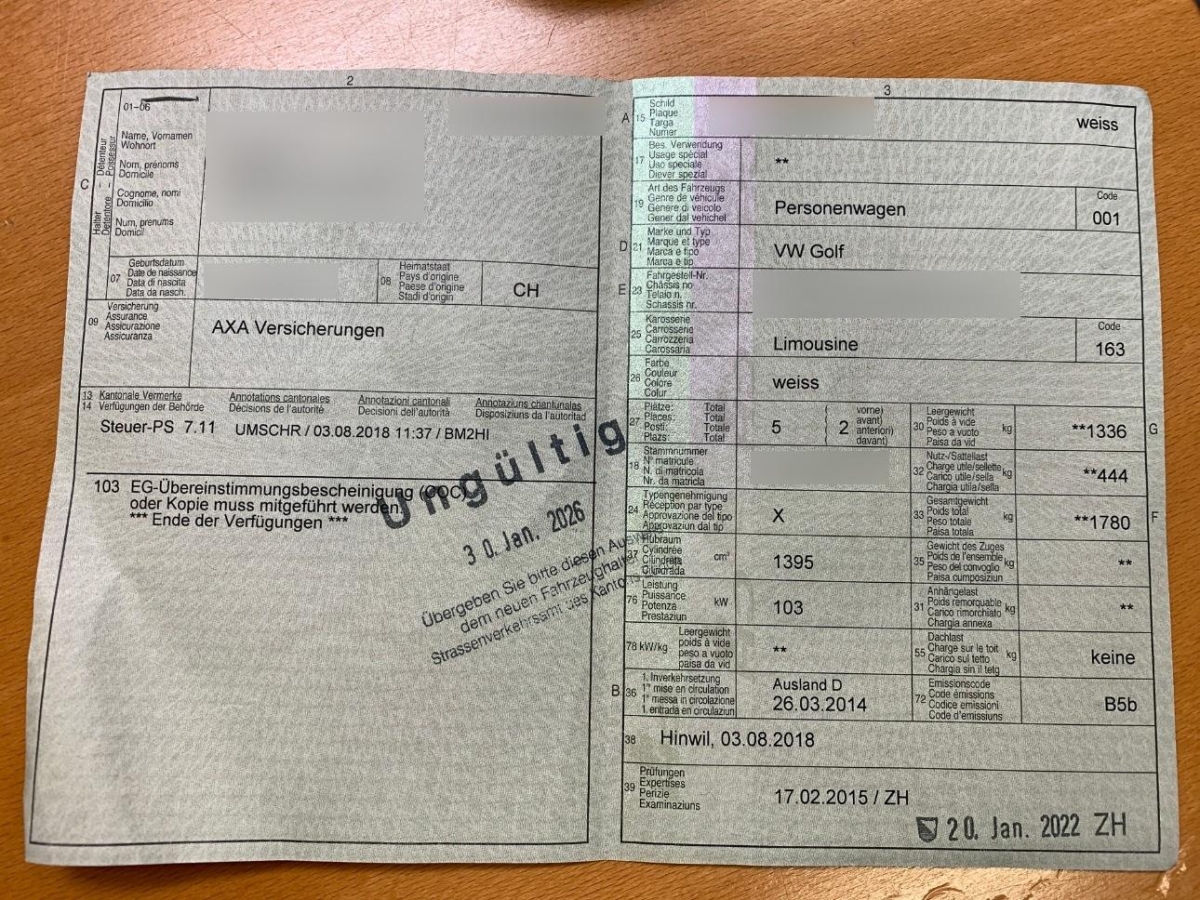 2
01-06
C
Halter – Détenteur
Detentore – Possessur
Name, Vornamen
Wohnort
Nom, prénoms
Domicile
Cognome, nomi
Domicilio
Num, prenums
Domicil
07
Geburtsdatum
Date de naissance
Data di nascita
Data da nasch.
08
Heimatstaat
Pays d'origine
Paese d'origine
Stadi d'origin
CH
09
Versicherung
Assurance
Assicurazione
Assicuranza
AXA Versicherungen
13 Kantonale Vermerke Annotations cantonales Annotazioni cantonali Annotaziuns chantunalas
14 Verfügungen der Behörde Décisions de l'autorité Decisioni dell'autorità Disposiziuns da l'autoritad
Steuer-PS 7.11 UMSCHR / 03.08.2018 11:37 / BM2HI
103 EG-Übereinstimmungsbescheinigung (COC)
oder Kopie muss mitgeführt werden.
*** Ende der Verfügungen ***
Ungültig
30. Jan. 2026
Übergeben Sie bitte diesen Ausweis
dem neuen Fahrzeughalter
Strassenverkehrsamt des Kantons
3
A 15
Schild
Plaque
Targa
Numer
weiss
17
Bes. Verwendung
Usage spécial
Uso speciale
Diever spezial
**
19
Art des Fahrzeugs
Genre de véhicule
Genere di veicolo
Gener dal vehichel
Personenwagen
Code
001
D 21
Marke und Typ
Marque et type
Marca e tipo
Marca e tip
VW Golf
E 23
Fahrgestell-Nr.
Châssis no
Telaio n.
Schassis nr.
25
Karosserie
Carrosserie
Carrozzeria
Carossaria
Limousine
Code
163
26
Farbe
Couleur
Colore
Colur
weiss
27
Plätze: Total
Places: Total
Posti: Totale
Plazs: Total
5
2
vorne)
avant)
anteriori)
davant)
30
Leergewicht
Poids à vide
Peso a vuoto
Paisa da vid
kg
**1336
G
18
Stammnummer
N° matricule
N. di matricola
Nr. da matricla
32
Nutz-/Sattellast
Charge utile/sellette
Carico utile/sella
Chargia utila/sella
kg
**444
24
Typengenehmigung
Réception par type
Approvazione del tipo
Approvaziun dal tip
X
33
Gesamtgewicht
Poids total
Peso totale
Paisa totala
kg
**1780
F
37
Hubraum
Cylindrée
Cilindrata
Cilindrada
cm³
1395
35
Gewicht des Zuges
Poids de l'ensemble
Peso del convoglio
Paisa cumposiziun
kg
**
76
Leistung
Puissance
Potenza
Prestaziun
kW
103
31
Anhängelast
Poids remorquable
Carico rimorchiato
Chargia annexa
kg
**
78 kW/kg
Leergewicht
poids à vide
peso a vuoto
paisa da vid
**
55
Dachlast
Charge sur le toit
Carico sul tetto
Chargia sin il tetg
kg
keine
B 36
1. Inverkehrsetzung
1re mise en circulation
1a messa in circolazione
1. entrada en circulaziun
Ausland D
26.03.2014
72
Emissionscode
Code émissions
Codice emissioni
Code d'emissiuns
B5b
38
Hinwil, 03.08.2018
39
Prüfungen
Expertises
Perizie
Examinaziuns
17.02.2015 / ZH
20. Jan. 2022 ZH